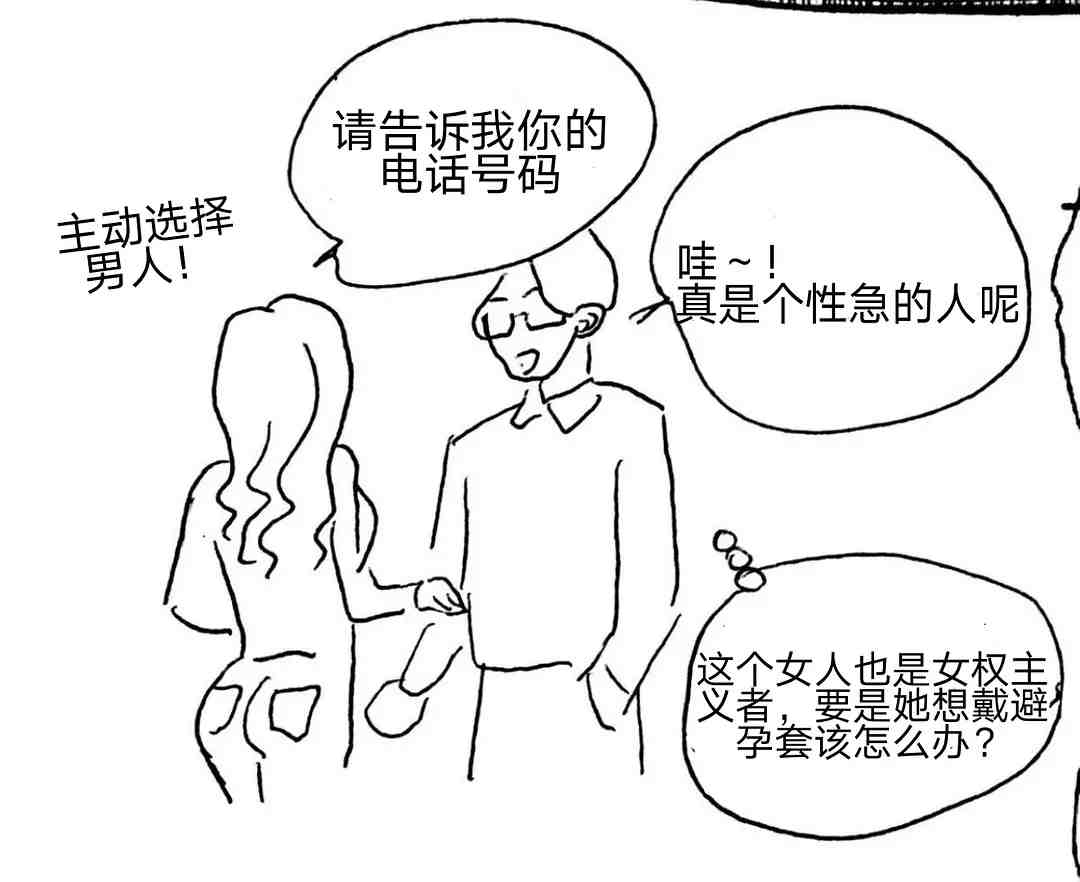 请告诉我你的
电话号码
主动选择
男人!
哇~!
真是个性急的人呢
这个女人也是女权主
义者，要是她想戴避
孕套该怎么办?